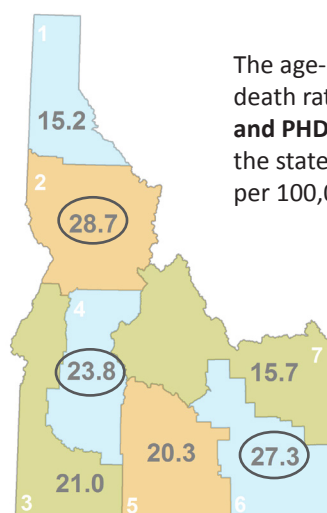 1
The age-
15.2
death rat
and PHD
2
the state
per 100,0
28.7
4
7
23.8
15.7
20.3
27.3
21.0
3
5
6